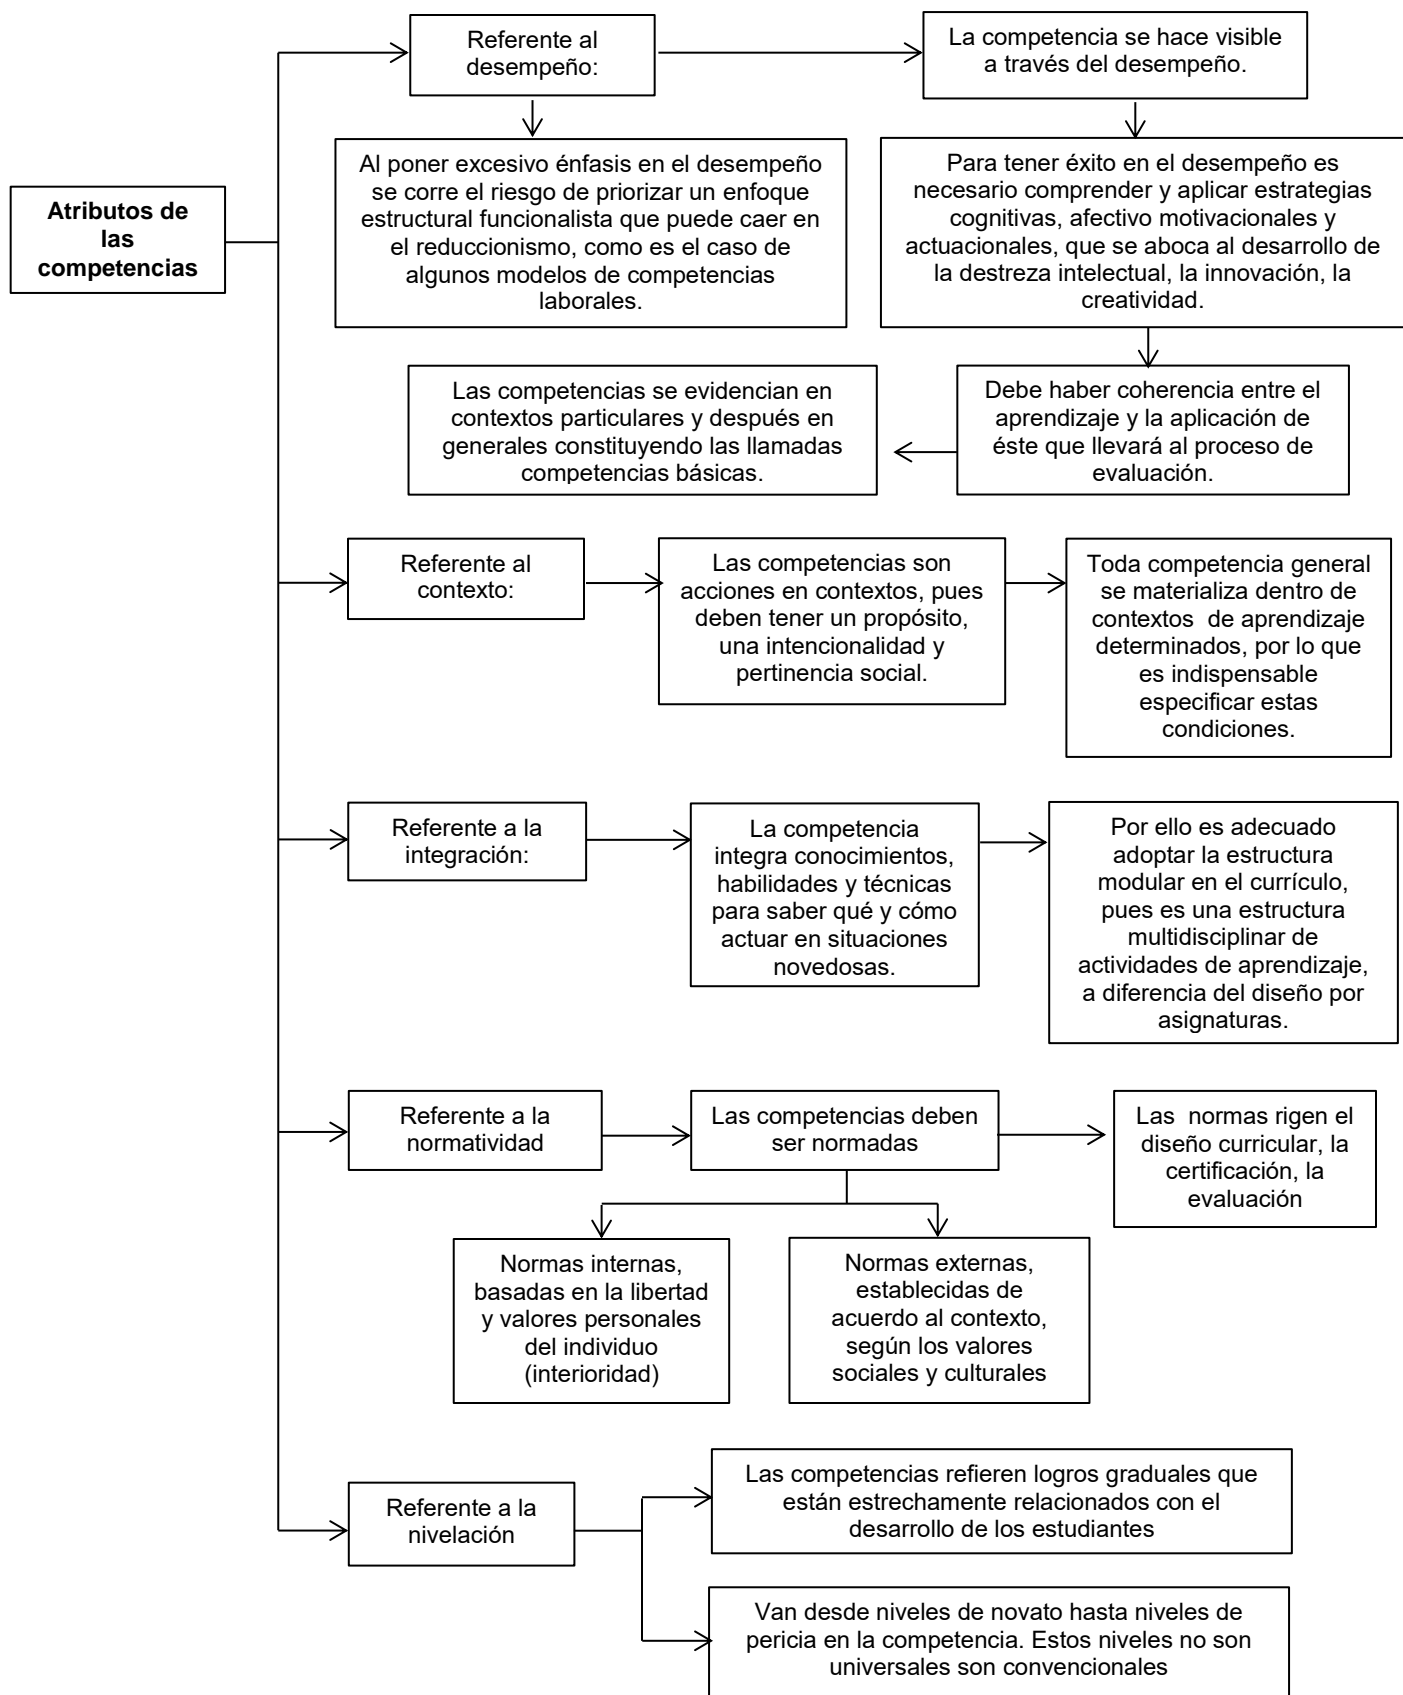 Atributos de
las
competencias
Referente al
desempeño:
La competencia se hace visible
a través del desempeño.
Al poner excesivo énfasis en el desempeño
se corre el riesgo de priorizar un enfoque
estructural funcionalista que puede caer en
el reduccionismo, como es el caso de
algunos modelos de competencias
laborales.
Para tener éxito en el desempeño es
necesario comprender y aplicar estrategias
cognitivas, afectivo motivacionales y
actuacionales, que se aboca al desarrollo de
la destreza intelectual, la innovación, la
creatividad.
Debe haber coherencia entre el
aprendizaje y la aplicación de
éste que llevará al proceso de
evaluación.
Las competencias se evidencian en
contextos particulares y después en
generales constituyendo las llamadas
competencias básicas.
Referente al
contexto:
Las competencias son
acciones en contextos, pues
deben tener un propósito,
una intencionalidad y
pertinencia social.
Toda competencia general
se materializa dentro de
contextos  de aprendizaje
determinados, por lo que
es indispensable
especificar estas
condiciones.
Referente a la
integración:
La competencia
integra conocimientos,
habilidades y técnicas
para saber qué y cómo
actuar en situaciones
novedosas.
Por ello es adecuado
adoptar la estructura
modular en el currículo,
pues es una estructura
multidisciplinar de
actividades de aprendizaje,
a diferencia del diseño por
asignaturas.
Referente a la
normatividad
Las competencias deben
ser normadas
Las  normas rigen el
diseño curricular, la
certificación, la
evaluación
Normas internas,
basadas en la libertad
y valores personales
del individuo
(interioridad)
Normas externas,
establecidas de
acuerdo al contexto,
según los valores
sociales y culturales
Referente a la
nivelación
Las competencias refieren logros graduales que
están estrechamente relacionados con el
desarrollo de los estudiantes
Van desde niveles de novato hasta niveles de
pericia en la competencia. Estos niveles no son
universales son convencionales